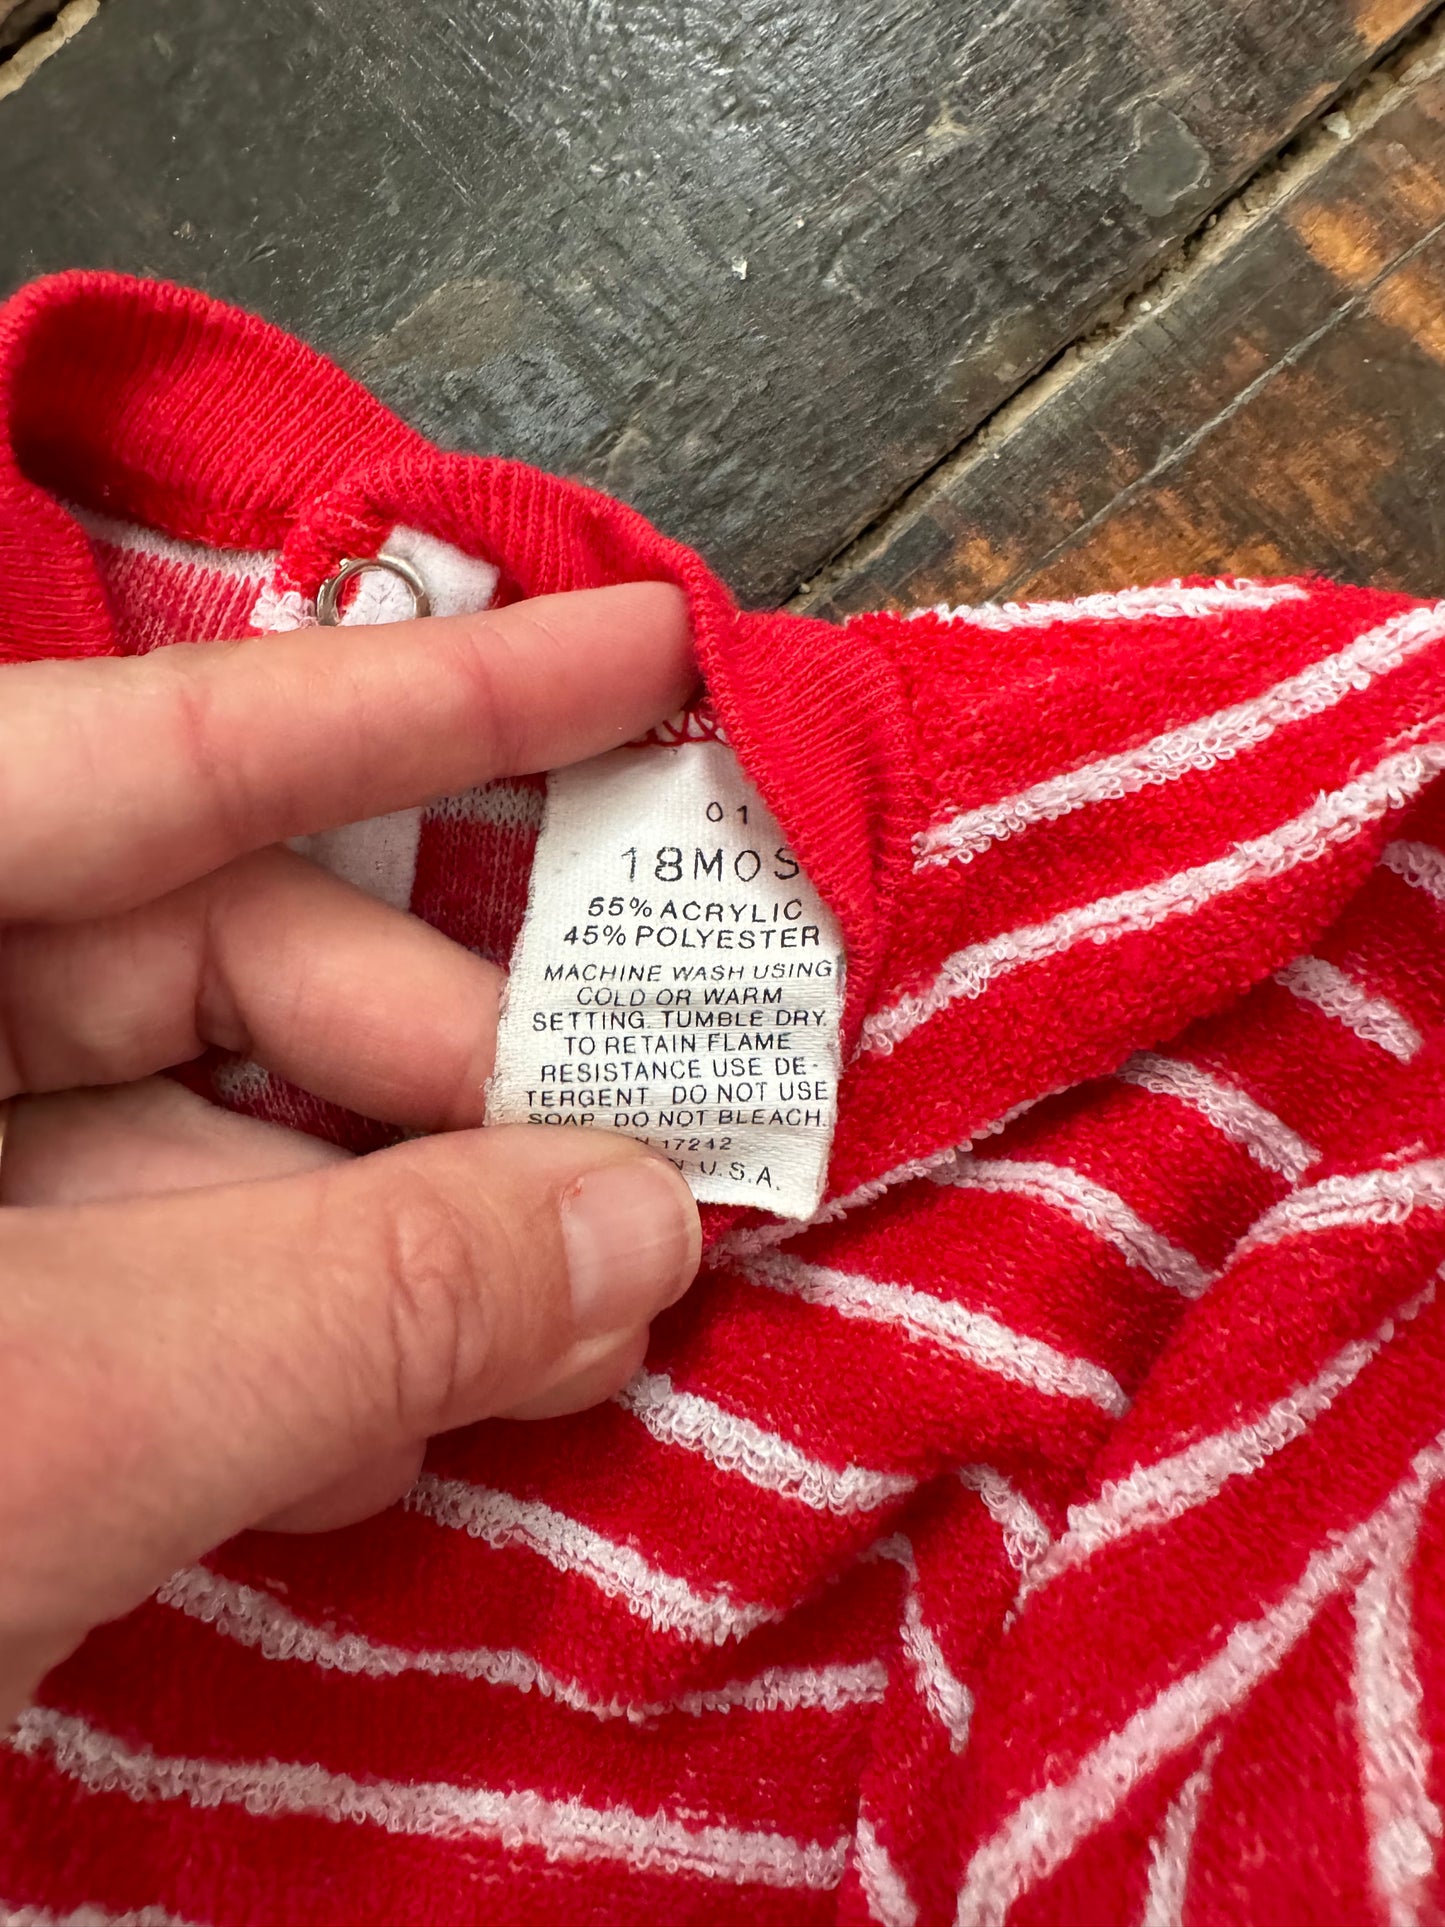 01
18MOS
55% ACRYLIC
45% POLYESTER
MACHINE WASH USING
COLD OR WARM
SETTING. TUMBLE DRY.
TO RETAIN FLAME
RESISTANCE USE DE-
TERGENT. DO NOT USE
SOAP. DO NOT BLEACH.
17242
U.S.A.